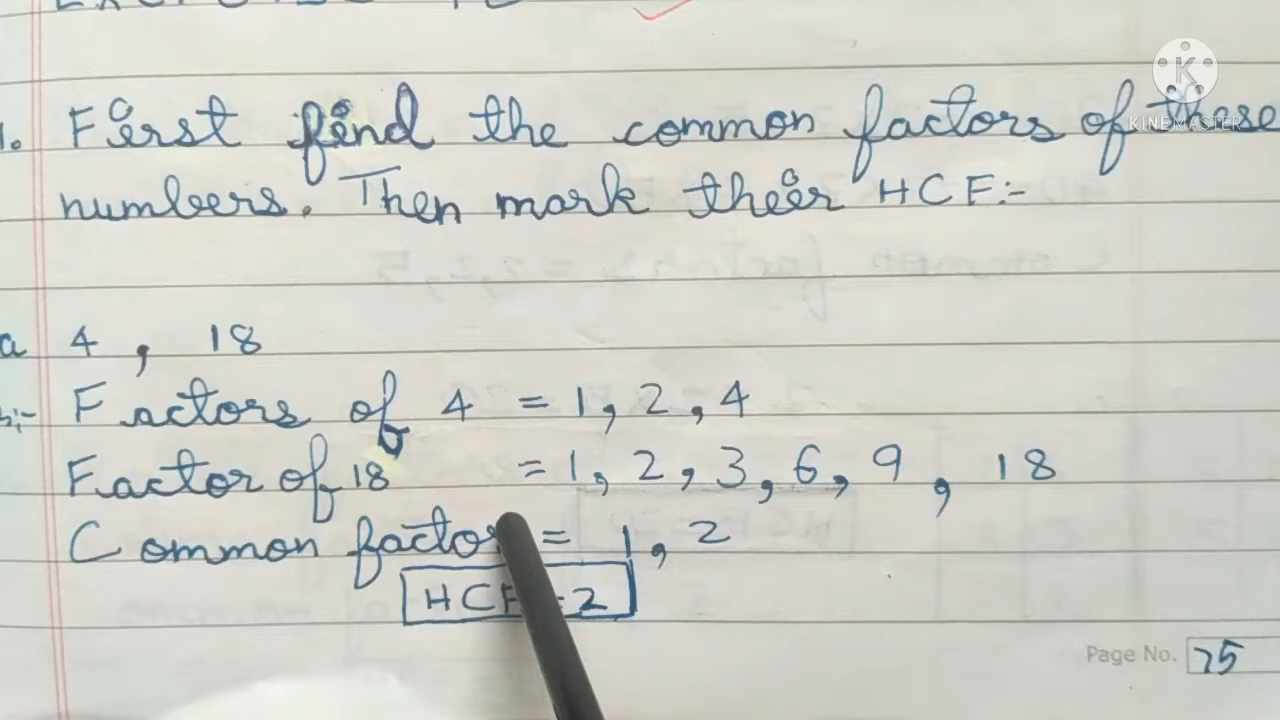 1. First find the common factors of these
numbers. Then mark their HCF:-
a 4 , 18
Factors of 4 = 1, 2, 4
Factor of 18 = 1, 2, 3, 6, 9, 18
Common factor = 1, 2
HCF = 2
Page No. 75
K
KINEMASTER